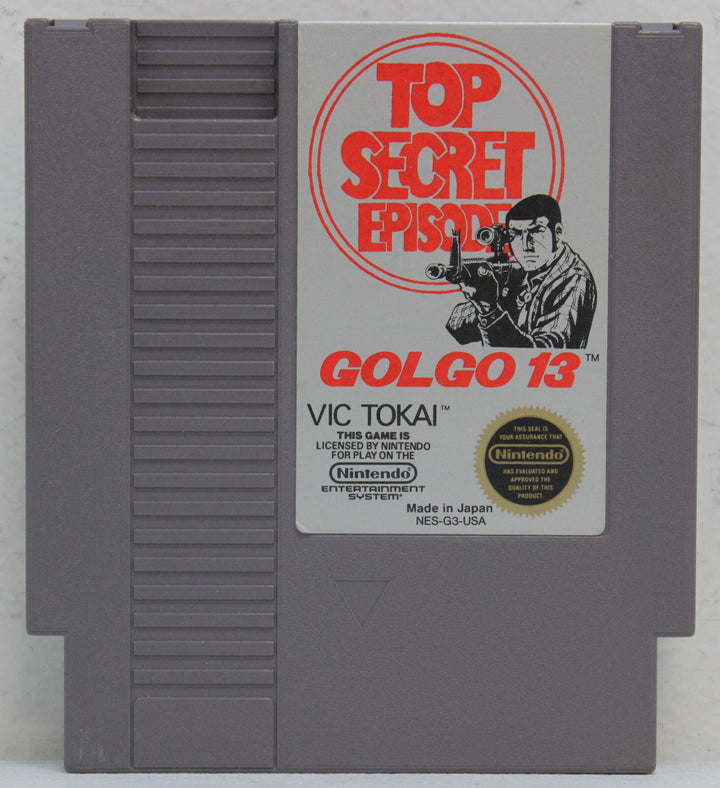 TOP
SECRET
EPISODE
GOLGO 13™
VIC TOKAI™
THIS GAME IS
LICENSED BY NINTENDO
FOR PLAY ON THE
Nintendo®
ENTERTAINMENT
SYSTEM®
Made in Japan
NES-G3-USA
THIS SEAL IS
YOUR ASSURANCE THAT
Nintendo®
HAS EVALUATED AND
APPROVED THE
QUALITY OF THIS
PRODUCT.